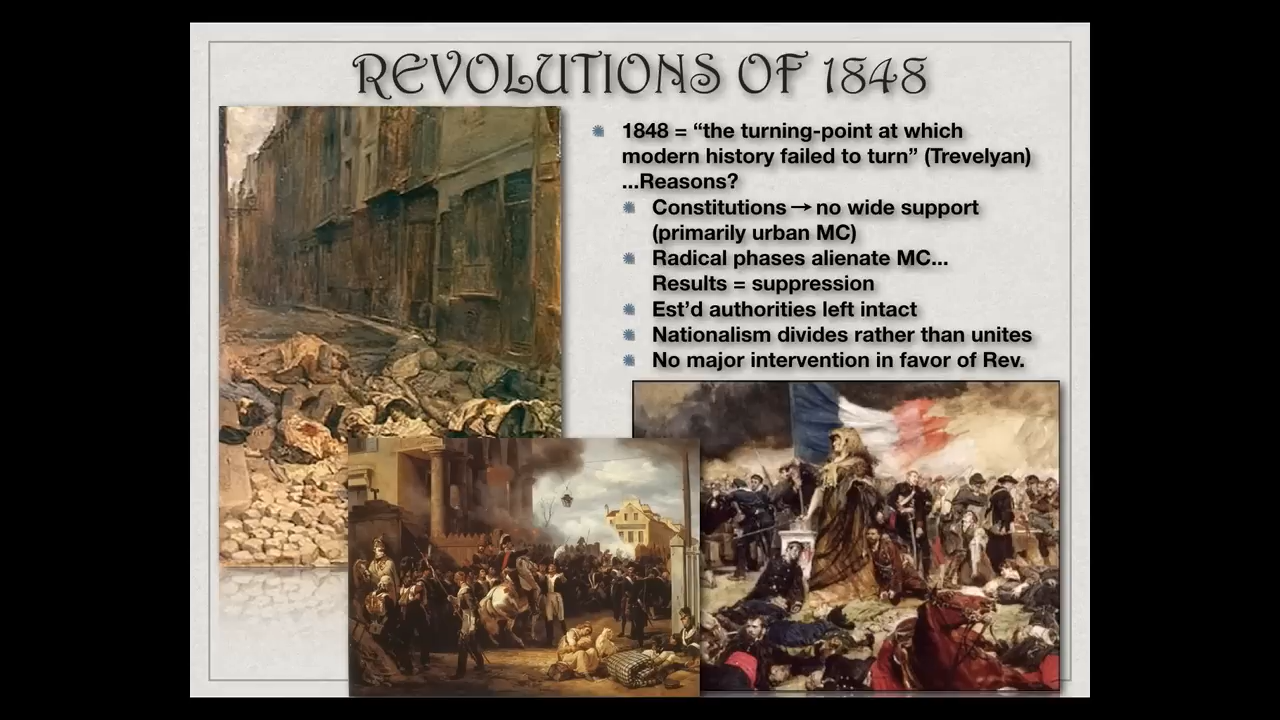 REVOLUTIONS OF 1848
1848 = “the turning-point at which
modern history failed to turn” (Trevelyan)
...Reasons?
Constitutions → no wide support
(primarily urban MC)
Radical phases alienate MC...
Results = suppression
Est’d authorities left intact
Nationalism divides rather than unites
No major intervention in favor of Rev.